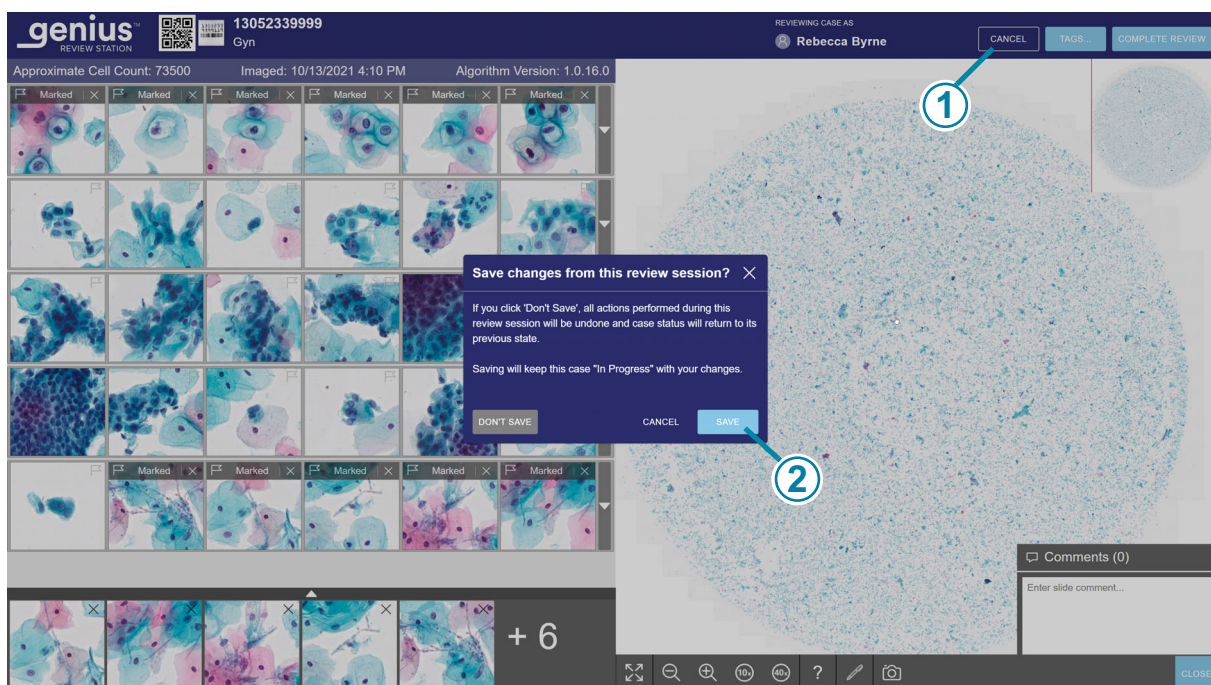 genius™
REVIEW STATION
13052339999
Gyn
REVIEWING CASE AS
Rebecca Byrne
CANCEL
TAGS...
COMPLETE REVIEW
Approximate Cell Count: 73500
Imaged: 10/13/2021 4:10 PM
Algorithm Version: 1.0.16.0
Marked
Marked
Marked
Marked
Marked
Marked
1
Save changes from this review session?
If you click 'Don't Save', all actions performed during this
review session will be undone and case status will return to its
previous state.
Saving will keep this case "In Progress" with your changes.
DON'T SAVE
CANCEL
SAVE
2
Marked
Marked
Marked
Marked
Marked
Comments (0)
Enter slide comment...
+ 6
10x
40x
?
CLOSE